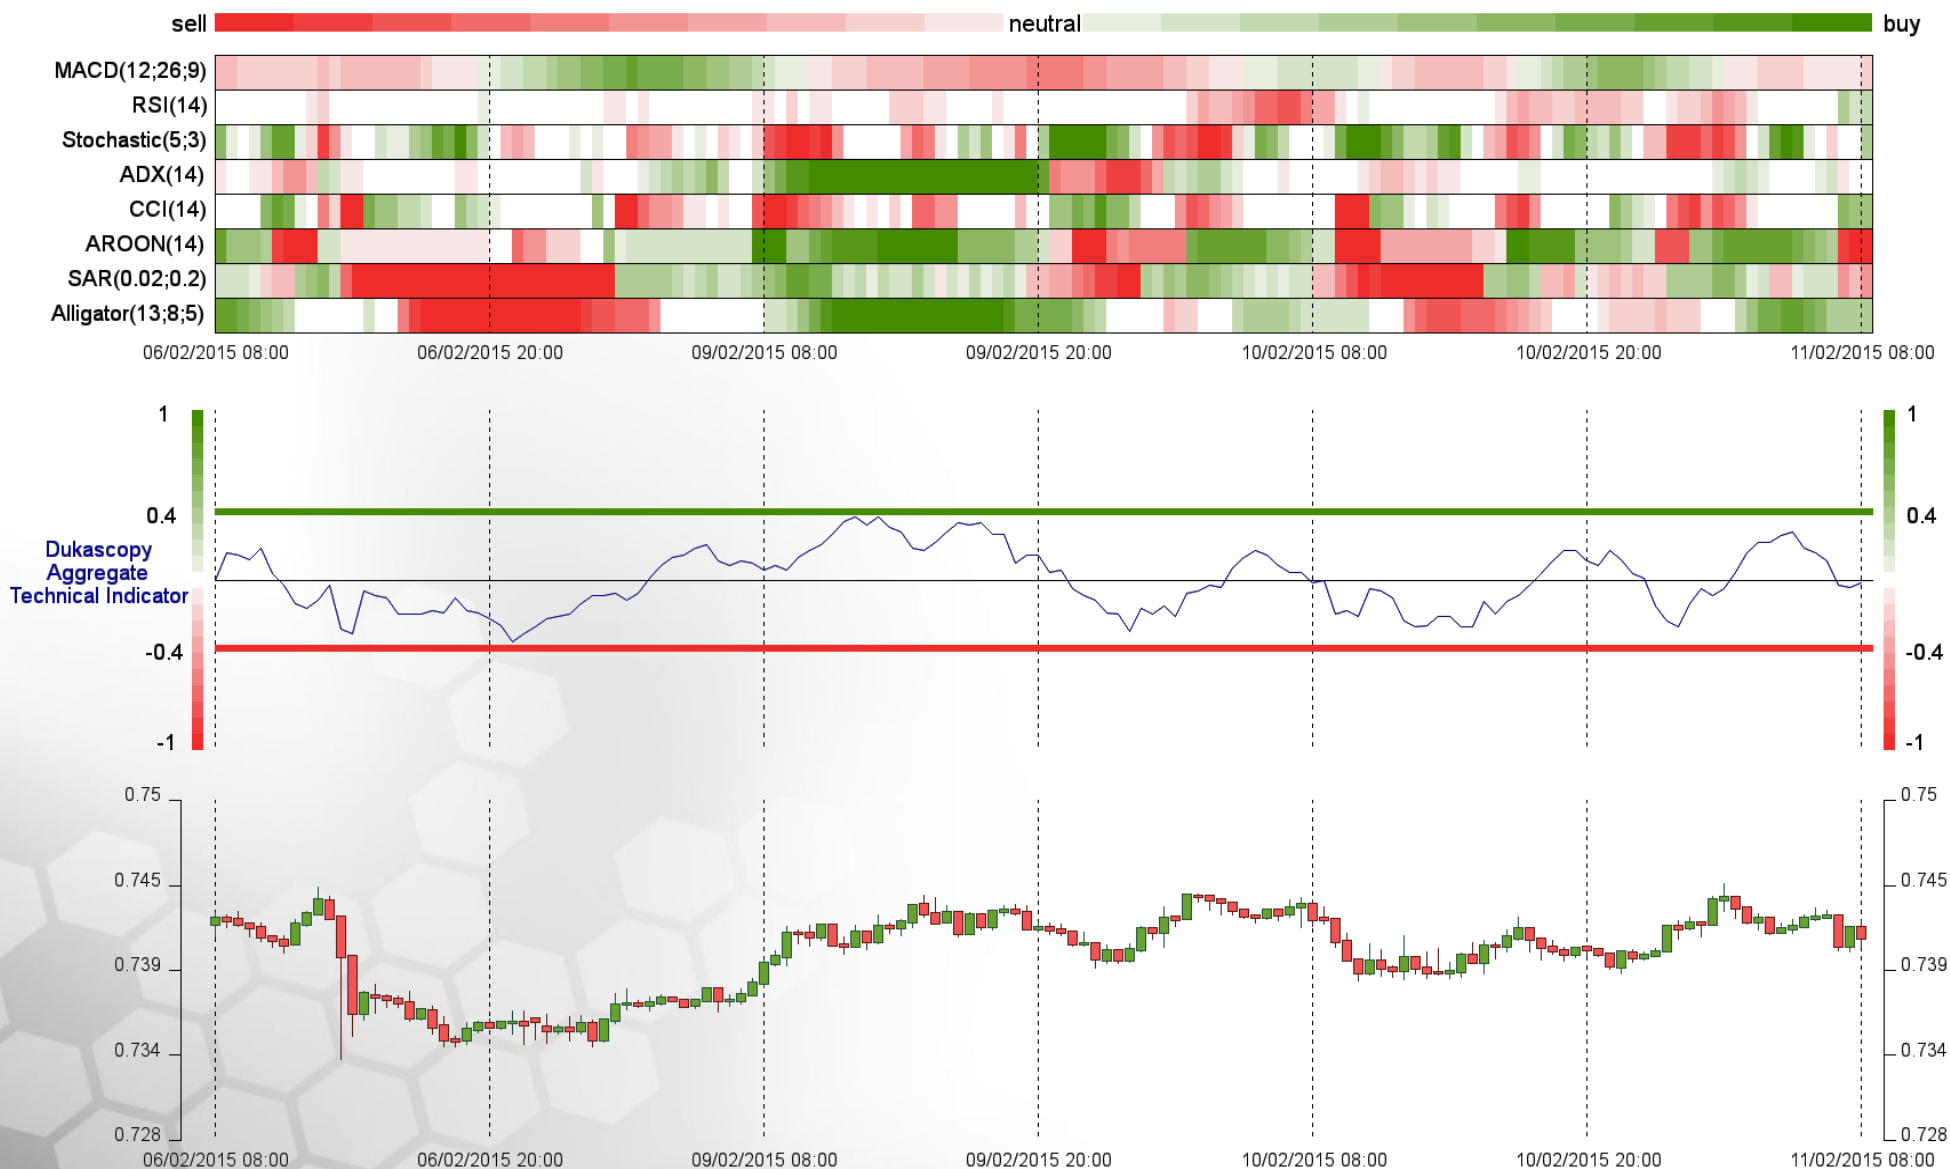 sell neutral buy
MACD(12;26;9)
RSI(14)
Stochastic(5;3)
ADX(14)
CCI(14)
AROON(14)
SAR(0.02;0.2)
Alligator(13;8;5)
06/02/2015 08:00 06/02/2015 20:00 09/02/2015 08:00 09/02/2015 20:00 10/02/2015 08:00 10/02/2015 20:00 11/02/2015 08:00
1 1
0.4 0.4
Dukascopy
Aggregate
Technical Indicator
-0.4 -0.4
-1 -1
0.75 0.75
0.745 0.745
0.739 0.739
0.734 0.734
0.728 0.728
06/02/2015 08:00 06/02/2015 20:00 09/02/2015 08:00 09/02/2015 20:00 10/02/2015 08:00 10/02/2015 20:00 11/02/2015 08:00